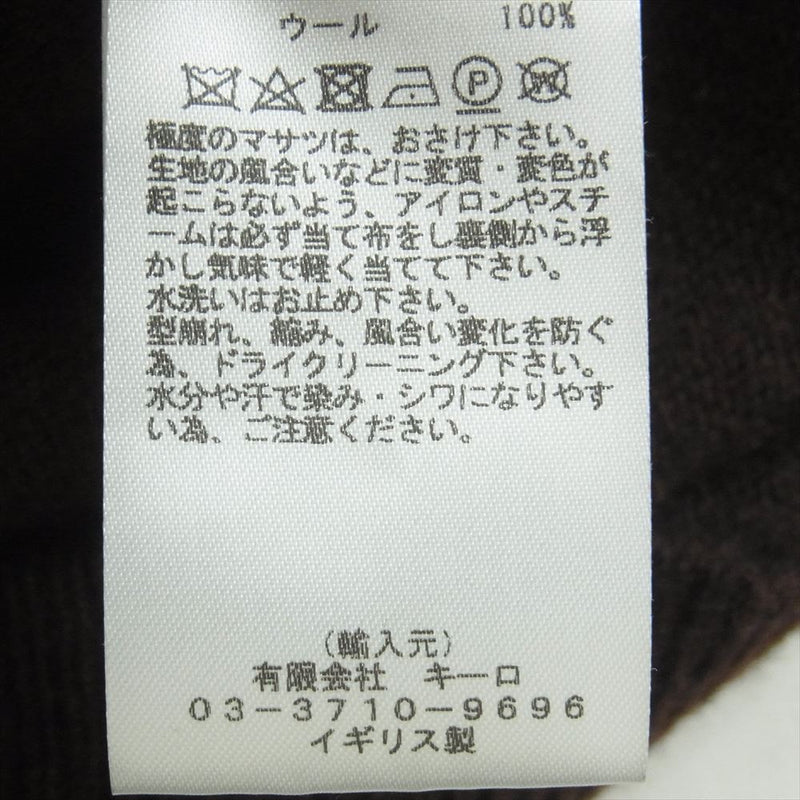 ウール 100%
P W
極度のマサツは、おさけ下さい。
生地の風合いなどに変質・変色が
起こらないよう、アイロンやスチ
ームは必ず当て布をし裏側から浮
かし気味で軽く当てて下さい。
水洗いはお止め下さい。
型崩れ、縮み、風合い変化を防ぐ
為、ドライクリーニング下さい。
水分や汗で染み・シワになりやす
い為、ご注意ください。
(輸入元)
有限会社 キーロ
03-3710-9696
イギリス製